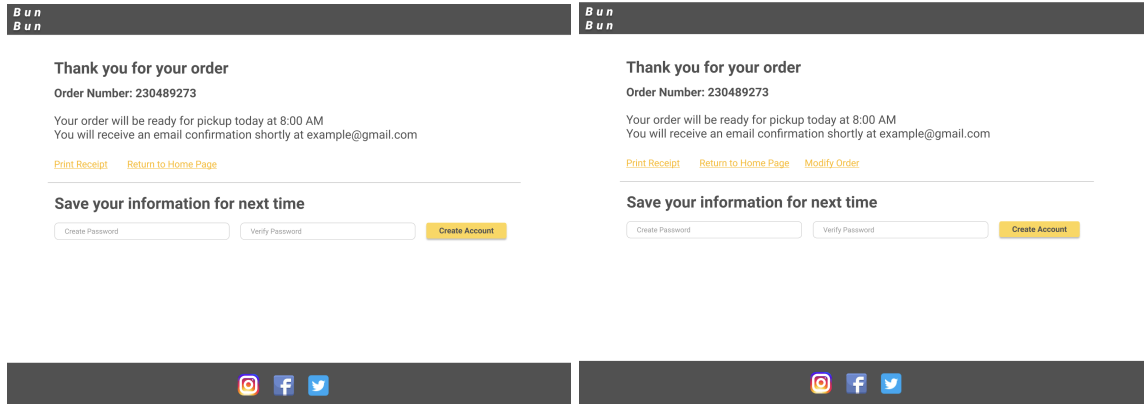 Bun
Bun
Thank you for your order
Order Number: 230489273
Your order will be ready for pickup today at 8:00 AM
You will receive an email confirmation shortly at example@gmail.com
Print Receipt Return to Home Page
Save your information for next time
Create Password Verify Password Create Account
Bun
Bun
Thank you for your order
Order Number: 230489273
Your order will be ready for pickup today at 8:00 AM
You will receive an email confirmation shortly at example@gmail.com
Print Receipt Return to Home Page Modify Order
Save your information for next time
Create Password Verify Password Create Account